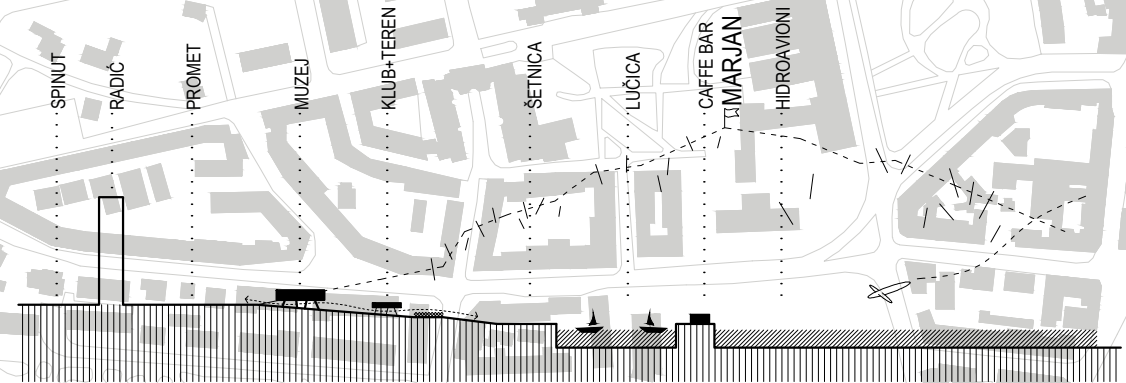 SPINUT
RADIĆ
PROMET
MUZEJ
KLUB+TEREN
ŠETNICA
LUČICA
CAFFE BAR
MARJAN
HIDROAVIONI